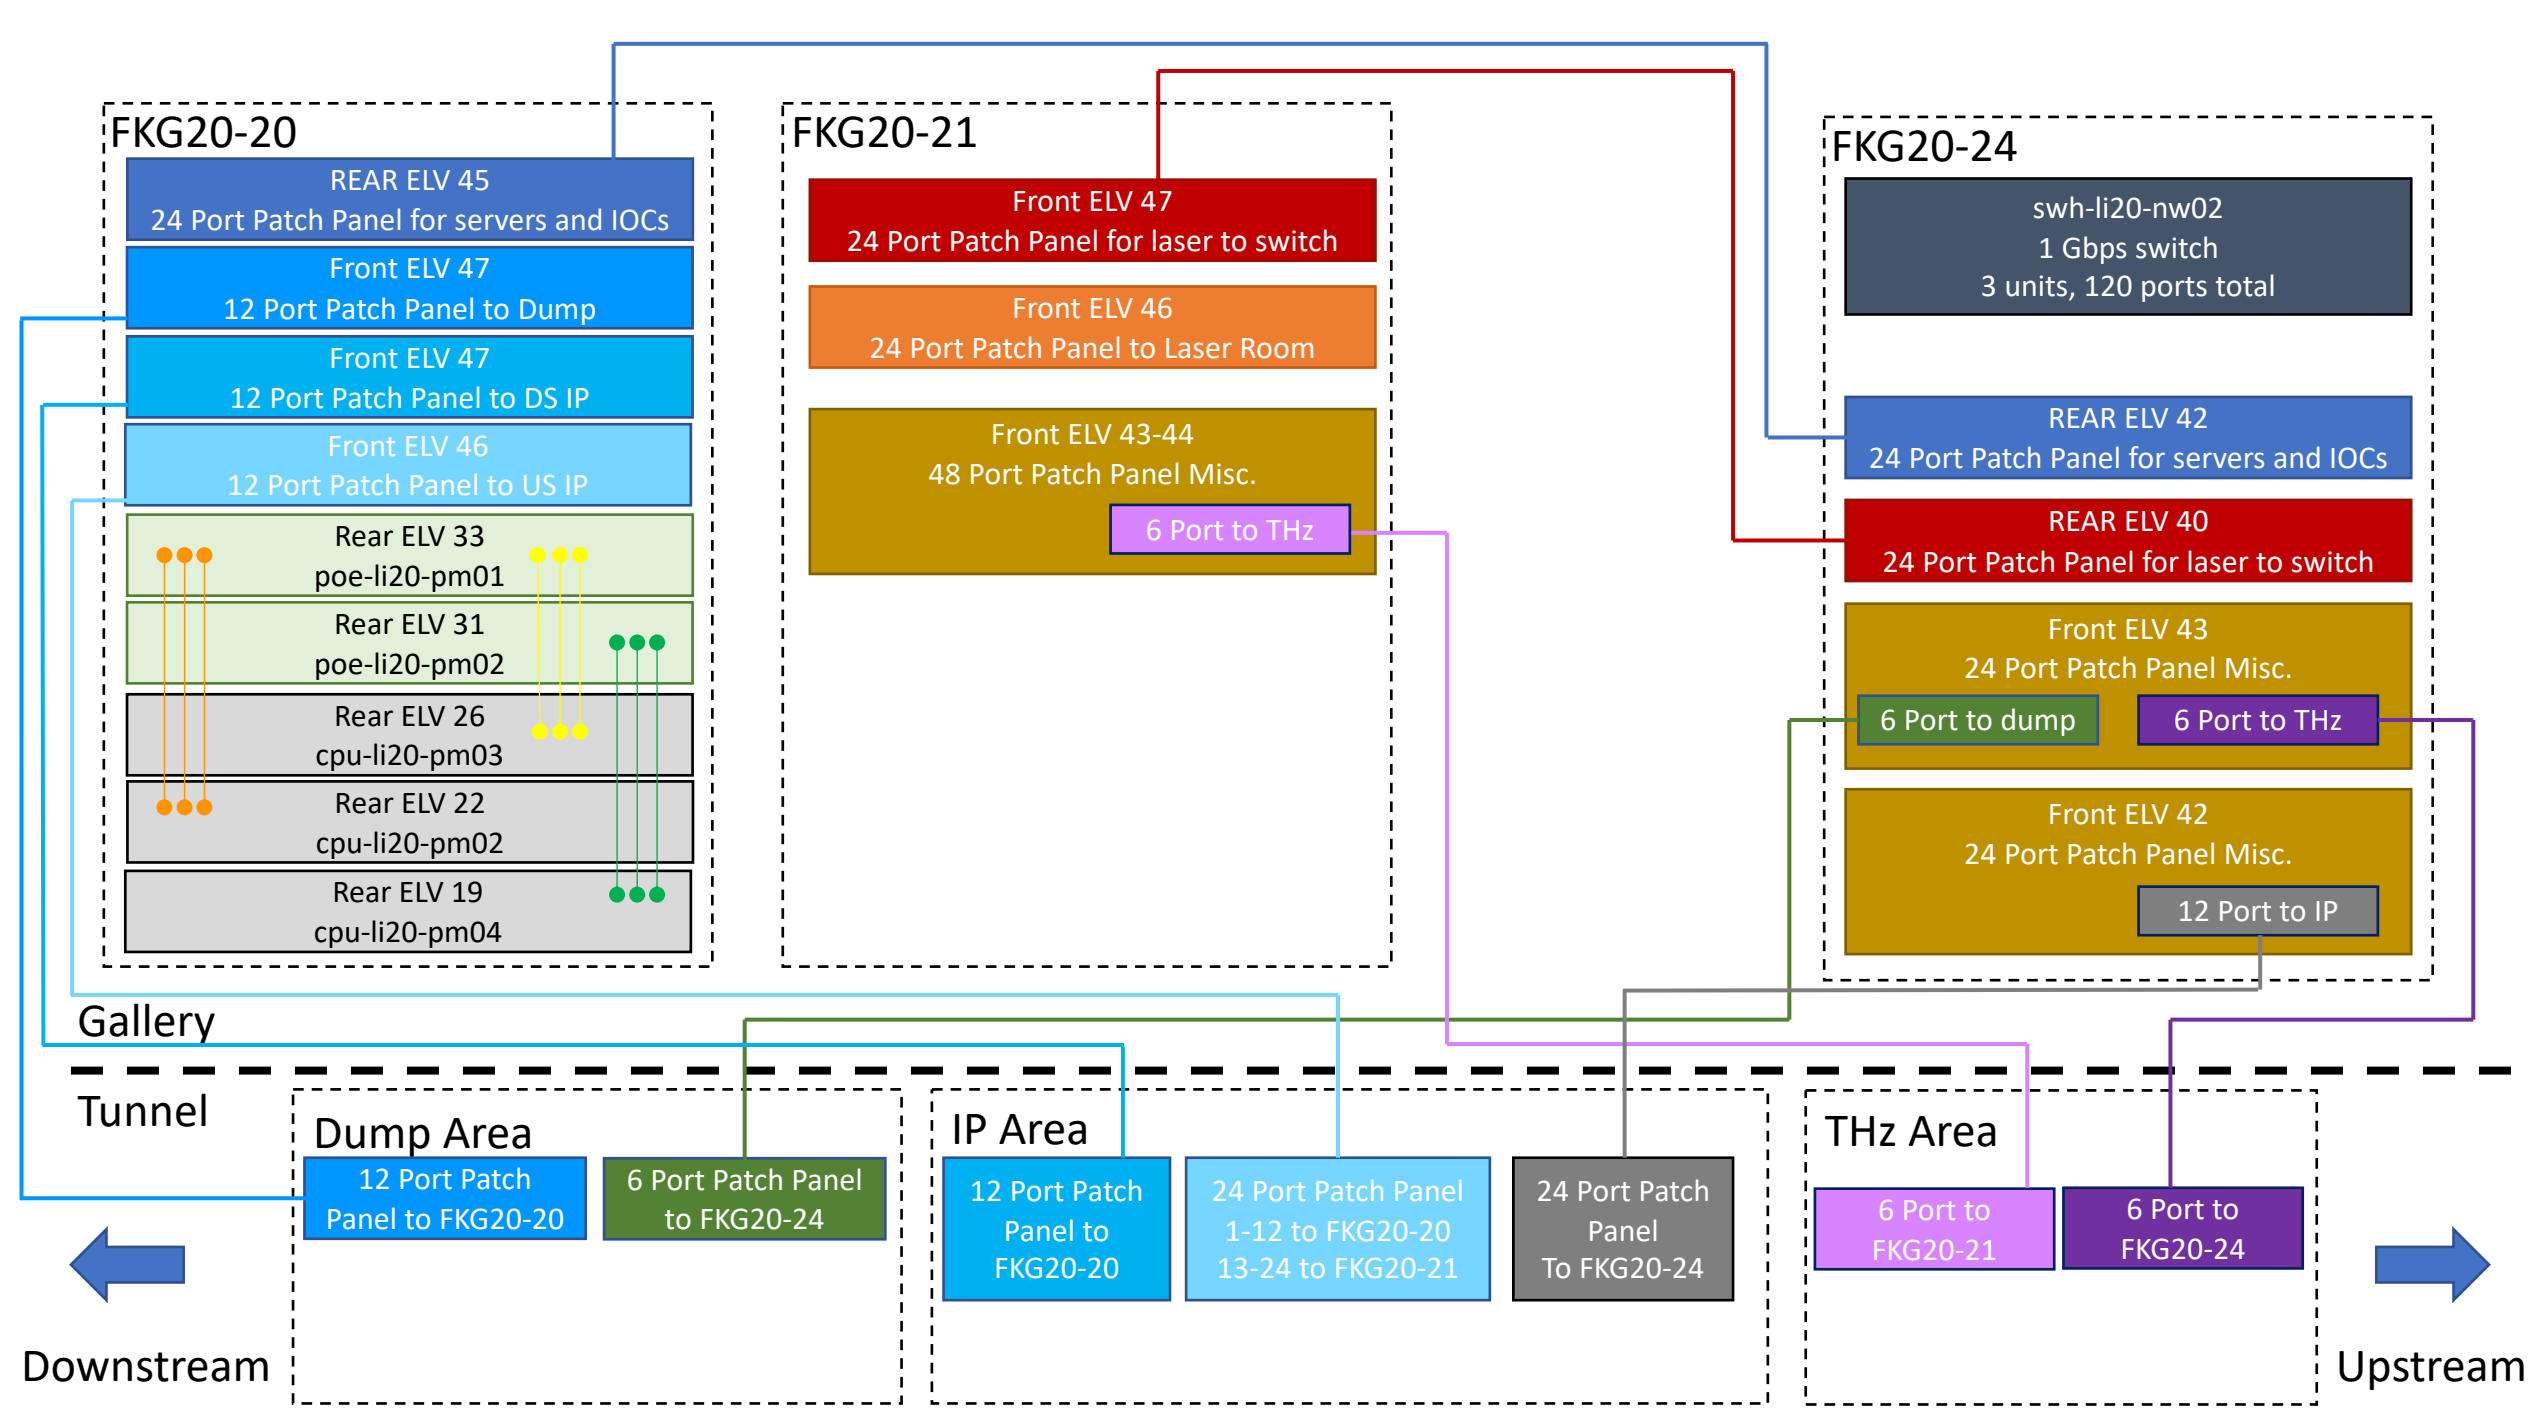 FKG20-20
REAR ELV 45
24 Port Patch Panel for servers and IOCs
Front ELV 47
12 Port Patch Panel to Dump
Front ELV 47
12 Port Patch Panel to DS IP
Front ELV 46
12 Port Patch Panel to US IP
Rear ELV 33
poe-li20-pm01
Rear ELV 31
poe-li20-pm02
Rear ELV 26
cpu-li20-pm03
Rear ELV 22
cpu-li20-pm02
Rear ELV 19
cpu-li20-pm04
FKG20-21
Front ELV 47
24 Port Patch Panel for laser to switch
Front ELV 46
24 Port Patch Panel to Laser Room
Front ELV 43-44
48 Port Patch Panel Misc.
6 Port to THz
FKG20-24
swh-li20-nw02
1 Gbps switch
3 units, 120 ports total
REAR ELV 42
24 Port Patch Panel for servers and IOCs
REAR ELV 40
24 Port Patch Panel for laser to switch
Front ELV 43
24 Port Patch Panel Misc.
6 Port to dump
6 Port to THz
Front ELV 42
24 Port Patch Panel Misc.
12 Port to IP
Gallery
Tunnel
Dump Area
12 Port Patch
Panel to FKG20-20
6 Port Patch Panel
to FKG20-24
IP Area
12 Port Patch
Panel to
FKG20-20
24 Port Patch Panel
1-12 to FKG20-20
13-24 to FKG20-21
24 Port Patch
Panel
To FKG20-24
THz Area
6 Port to
FKG20-21
6 Port to
FKG20-24
Downstream
Upstream